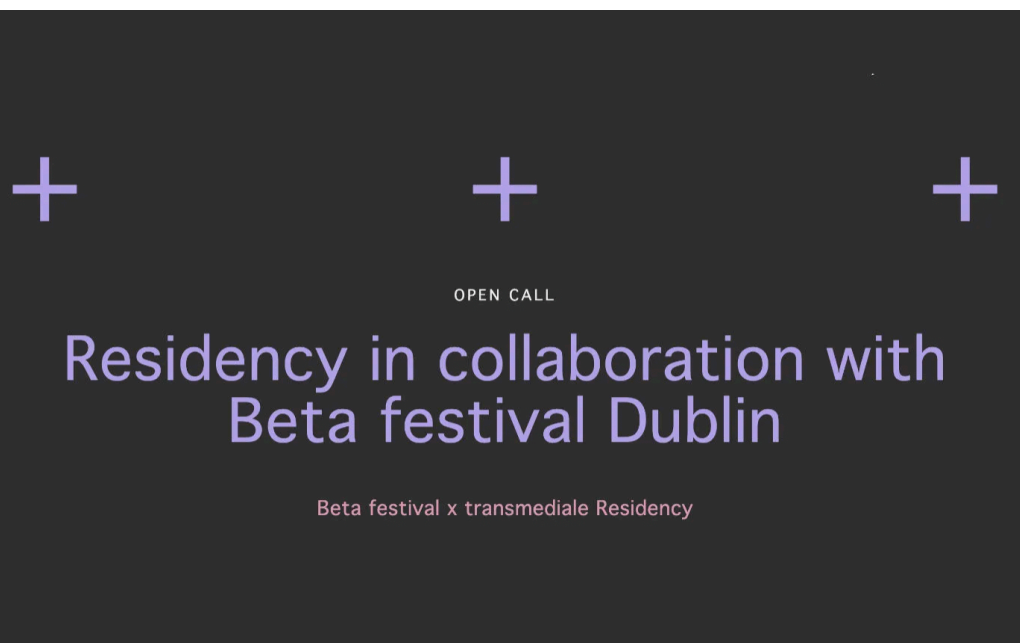 OPEN CALL
Residency in collaboration with
Beta festival Dublin
Beta festival x transmediale Residency